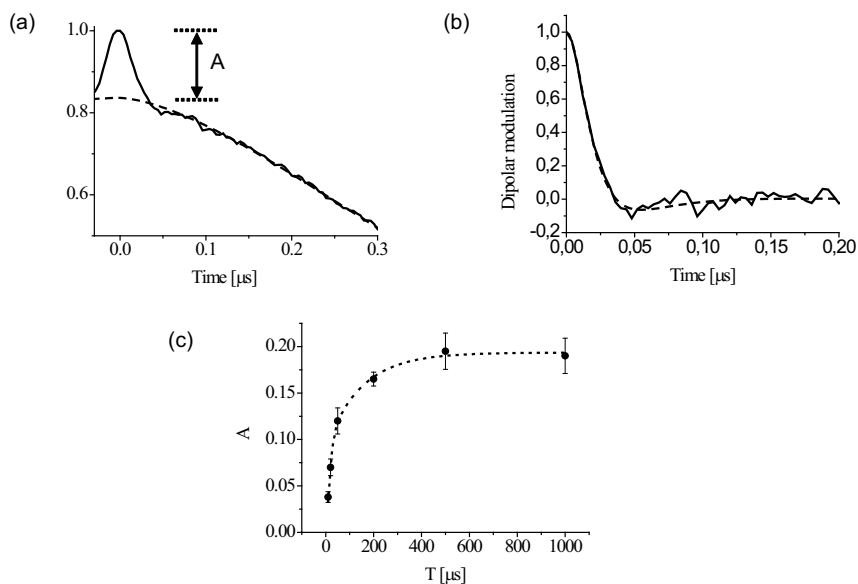 (a)
A
1.0
0.8
0.6
0.0 0.1 0.2 0.3
Time [μs]
(b)
Dipolar modulation
1,0
0,8
0,6
0,4
0,2
0,0
-0,2
0,00 0,05 0,10 0,15 0,20
Time [μs]
(c)
A
0.20
0.15
0.10
0.05
0.00
0 200 400 600 800 1000
T [μs]